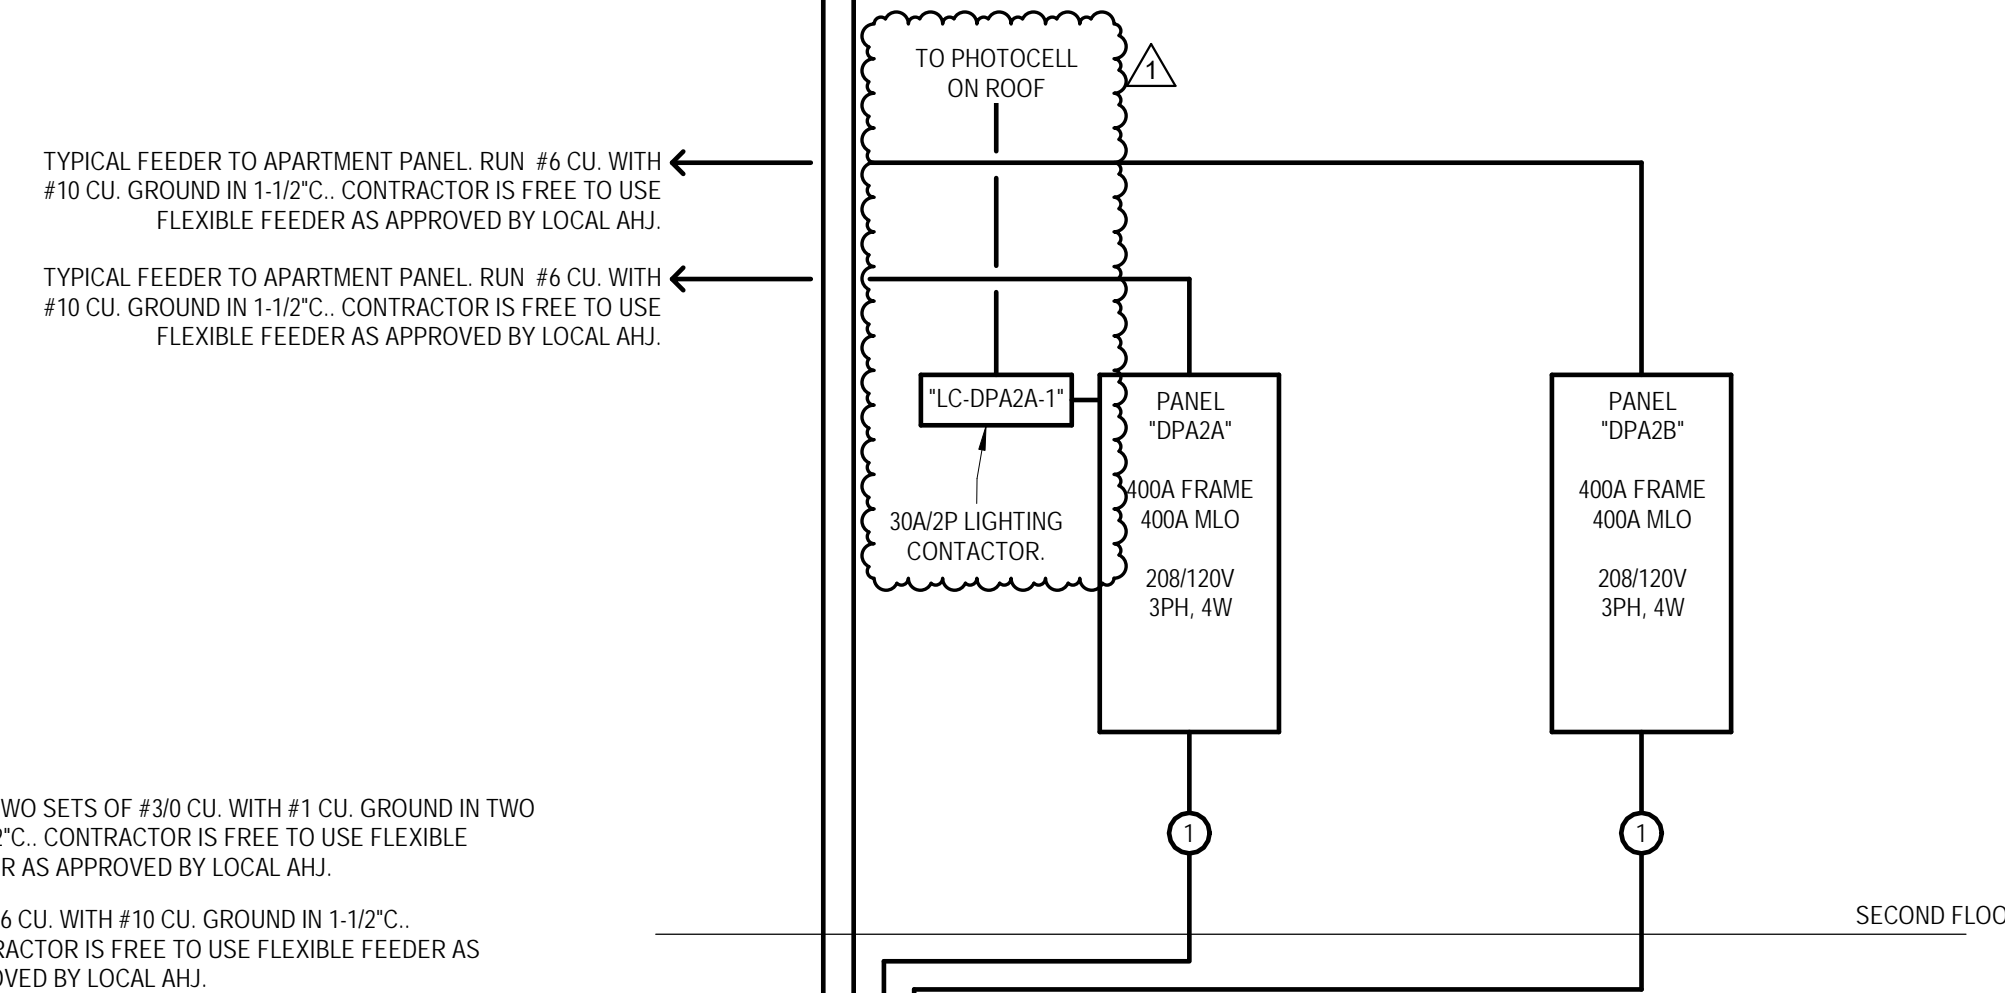 TO PHOTOCELL
ON ROOF
1
TYPICAL FEEDER TO APARTMENT PANEL. RUN #6 CU. WITH
#10 CU. GROUND IN 1-1/2"C.. CONTRACTOR IS FREE TO USE
FLEXIBLE FEEDER AS APPROVED BY LOCAL AHJ.
TYPICAL FEEDER TO APARTMENT PANEL. RUN #6 CU. WITH
#10 CU. GROUND IN 1-1/2"C.. CONTRACTOR IS FREE TO USE
FLEXIBLE FEEDER AS APPROVED BY LOCAL AHJ.
"LC-DPA2A-1"
30A/2P LIGHTING
CONTACTOR.
PANEL
"DPA2A"
400A FRAME
400A MLO
208/120V
3PH, 4W
PANEL
"DPA2B"
400A FRAME
400A MLO
208/120V
3PH, 4W
1
1
WO SETS OF #3/0 CU. WITH #1 CU. GROUND IN TWO
2"C.. CONTRACTOR IS FREE TO USE FLEXIBLE
R AS APPROVED BY LOCAL AHJ.
6 CU. WITH #10 CU. GROUND IN 1-1/2"C..
RACTOR IS FREE TO USE FLEXIBLE FEEDER AS
OVED BY LOCAL AHJ.
SECOND FLOO